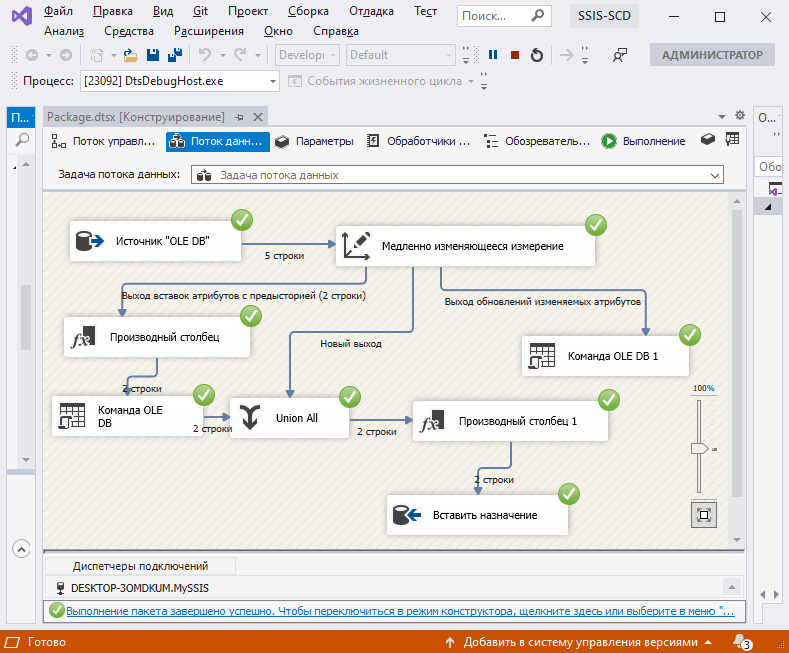 Файл Правка Вид Git Проект Сборка Отладка Тест Поиск... SSIS-SCD
Анализ Средства Расширения Окно Справка
Developi Default АДМИНИСТРАТОР
Процесс: [23092] DtsDebugHost.exe События жизненного цикла
П... Package.dtsx [Конструирование] О...
Поток управл... Поток данн... Параметры Обработчики ... Обозреватель... Выполнение
Обо
Задача потока данных: Задача потока данных
Источник "OLE DB"
5 строки
Медленно изменяющееся измерение
Выход вставок атрибутов с предысторией (2 строки)
Выход обновлений изменяемых атрибутов
Производный столбец
Новый выход
Команда OLE DB 1
2 строки
100%
Команда OLE
DB
2 строки
Union All
2 строки
Производный столбец 1
2 строки
Вставить назначение
Диспетчеры подключений
DESKTOP-3OMDKUM.MySSIS
Выполнение пакета завершено успешно. Чтобы переключиться в режим конструктора, щелкните здесь или выберите в меню "...
Готово Добавить в систему управления версиями 3